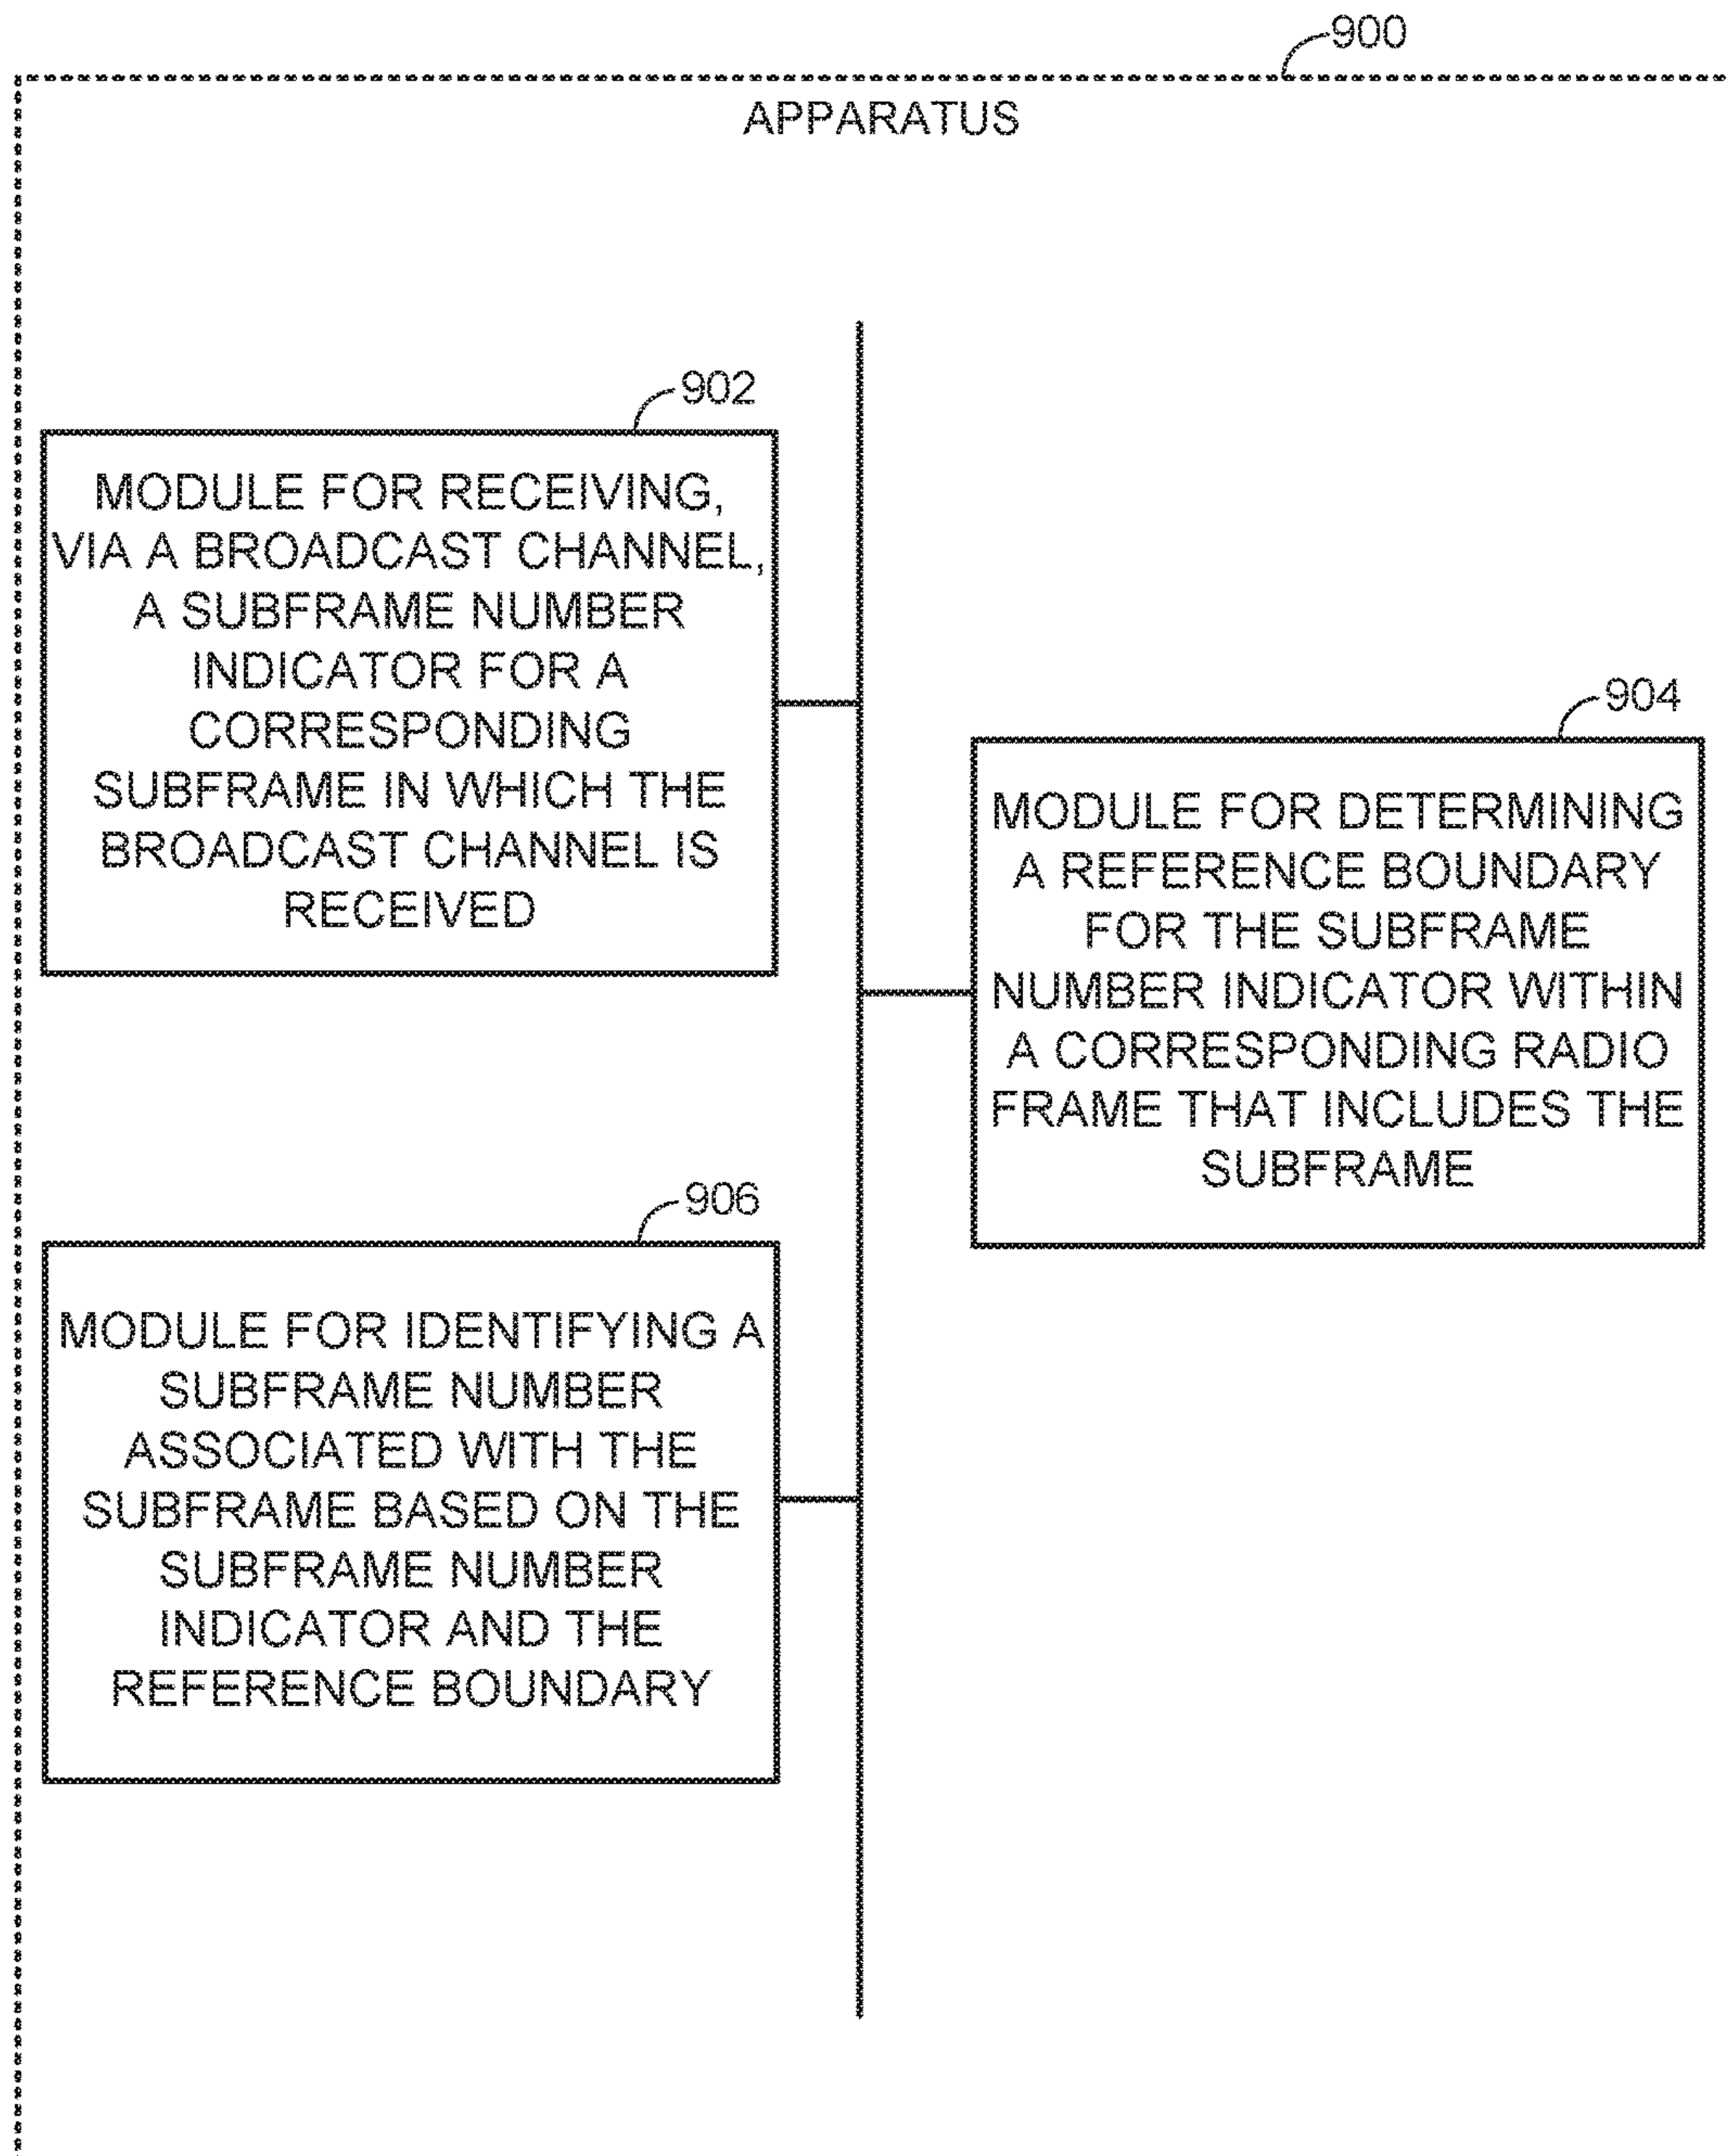 900
APPARATUS
902
MODULE FOR RECEIVING,
VIA A BROADCAST CHANNEL,
A SUBFRAME NUMBER
INDICATOR FOR A
CORRESPONDING
SUBFRAME IN WHICH THE
BROADCAST CHANNEL IS
RECEIVED
904
MODULE FOR DETERMINING
A REFERENCE BOUNDARY
FOR THE SUBFRAME
NUMBER INDICATOR WITHIN
A CORRESPONDING RADIO
FRAME THAT INCLUDES THE
SUBFRAME
906
MODULE FOR IDENTIFYING A
SUBFRAME NUMBER
ASSOCIATED WITH THE
SUBFRAME BASED ON THE
SUBFRAME NUMBER
INDICATOR AND THE
REFERENCE BOUNDARY